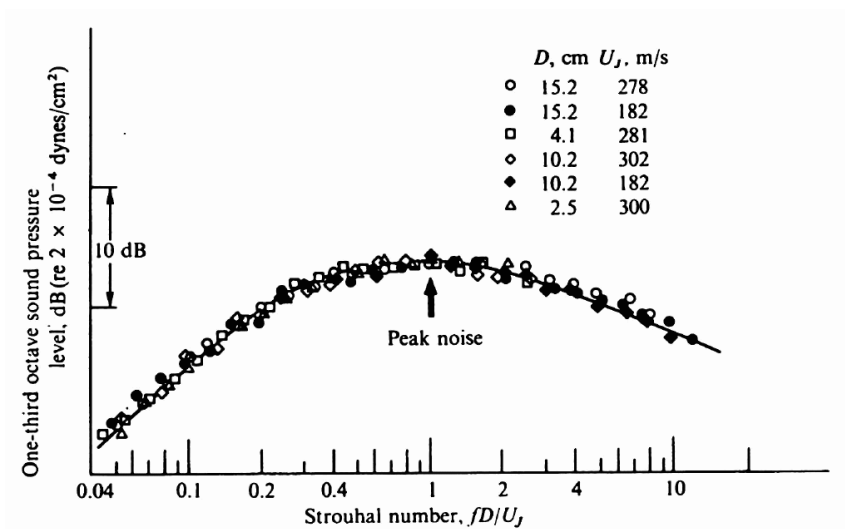 D, cm U_J, m/s
15.2 278
15.2 182
4.1 281
10.2 302
10.2 182
2.5 300
One-third octave sound pressure
level, dB (re 2 × 10⁻⁴ dynes/cm²)
10 dB
Peak noise
0.04 0.1 0.2 0.4 1 2 4 10
Strouhal number, fD/U_J